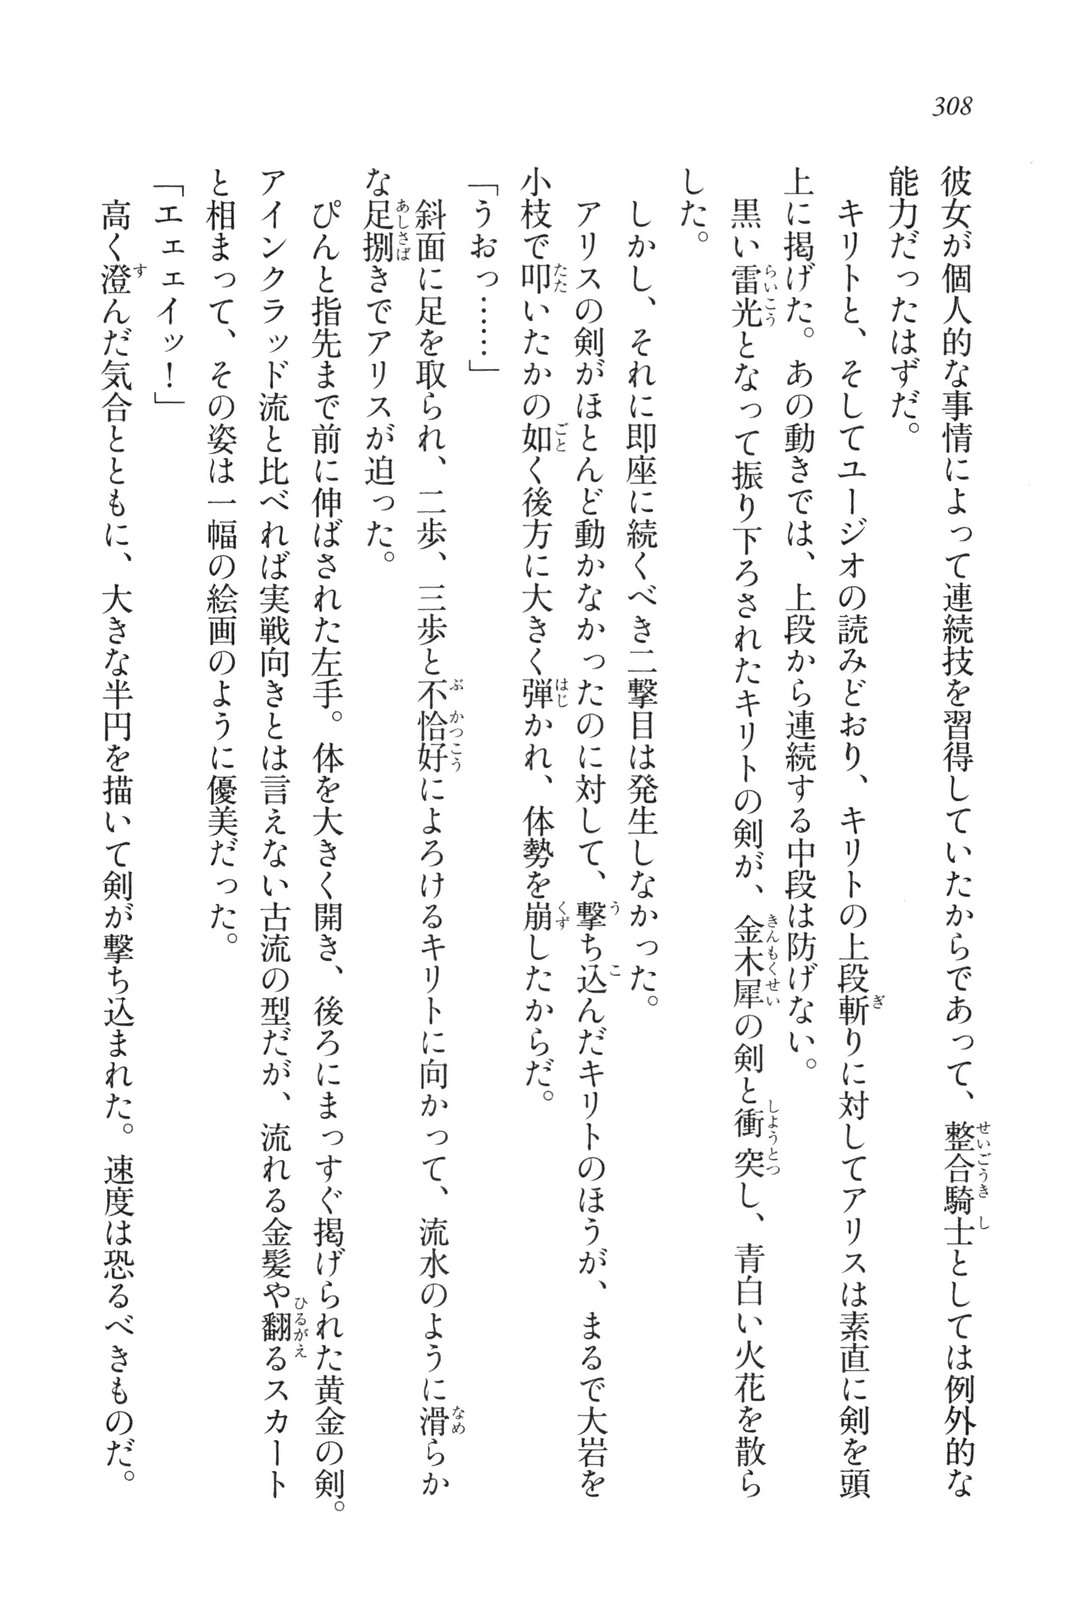 308
彼女が個人的な事情によって連続技を習得していたからであって、整合騎士としては例外的な
能力だったはずだ。
キリトと、そしてユージオの読みどおり、キリトの上段斬りに対してアリスは素直に剣を頭
上に掲げた。あの動きでは、上段から連続する中段は防げない。
黒い雷光となって振り下ろされたキリトの剣が、金木犀の剣と衝突し、青白い火花を散ら
した。
しかし、それに即座に続くべき二撃目は発生しなかった。
アリスの剣がほとんど動かなかったのに対して、撃ち込んだキリトのほうが、まるで大岩を
小枝で叩いたかの如く後方に大きく弾かれ、体勢を崩したからだ。
「うおっ……」
斜面に足を取られ、二歩、三歩と不恰好によろけるキリトに向かって、流水のように滑らか
な足捌きでアリスが迫った。
ぴんと指先まで前に伸ばされた左手。体を大きく開き、後ろにまっすぐ掲げられた黄金の剣。
アインクラッド流と比べれば実戦向きとは言えない古流の型だが、流れる金髪や翻るスカート
と相まって、その姿は一幅の絵画のように優美だった。
「エェェイッ！」
高く澄んだ気合とともに、大きな半円を描いて剣が撃ち込まれた。速度は恐るべきものだ。